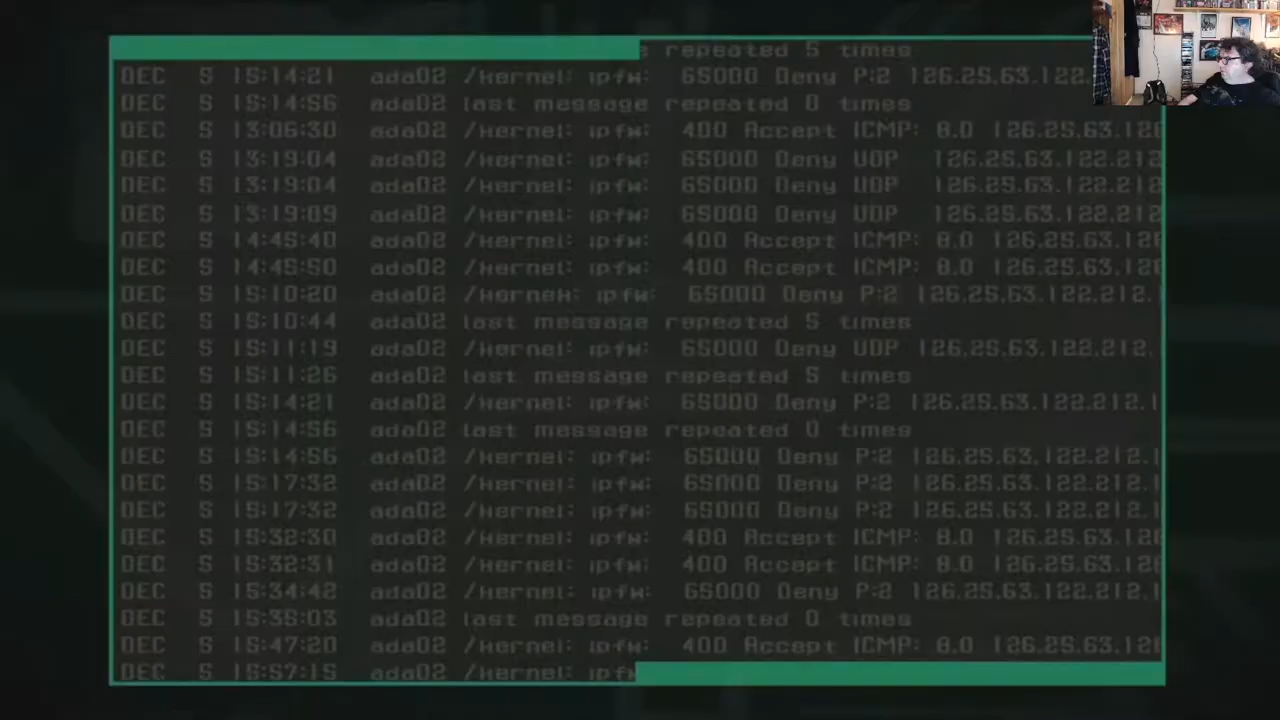 repeated 5 times
DEC 5 15:14:21 ada02 /kernel: ipfw: 65000 Deny P:2 126.25.63.122.
DEC 5 15:14:56 ada02 last message repeated 0 times
DEC 5 13:06:30 ada02 /kernel: ipfw: 400 Accept ICMP: 8.0 126.25.63.126
DEC 5 13:19:04 ada02 /kernel: ipfw: 65000 Deny UDP 126.25.63.122.212
DEC 5 13:19:04 ada02 /kernel: ipfw: 65000 Deny UDP 126.25.63.122.212
DEC 5 13:19:09 ada02 /kernel: ipfw: 65000 Deny UDP 126.25.63.122.212
DEC 5 14:45:40 ada02 /kernel: ipfw: 400 Accept ICMP: 8.0 126.25.63.126
DEC 5 14:45:50 ada02 /kernel: ipfw: 400 Accept ICMP: 8.0 126.25.63.126
DEC 5 15:10:20 ada02 /kernek: ipfw: 65000 Deny P:2 126.25.63.122.212.1
DEC 5 15:10:44 ada02 last message repeated 5 times
DEC 5 15:11:19 ada02 /kernel: ipfw: 65000 Deny UDP 126.25.63.122.212.
DEC 5 15:11:26 ada02 last message repeated 5 times
DEC 5 15:14:21 ada02 /kernel: ipfw: 65000 Deny P:2 126.25.63.122.212.1
DEC 5 15:14:56 ada02 last message repeated 0 times
DEC 5 15:14:56 ada02 /kernel: ipfw: 65000 Deny P:2 126.25.63.122.212.1
DEC 5 15:17:32 ada02 /kernel: ipfw: 65000 Deny P:2 126.25.63.122.212.1
DEC 5 15:17:32 ada02 /kernel: ipfw: 65000 Deny P:2 126.25.63.122.212.1
DEC 5 15:32:30 ada02 /kernel: ipfw: 400 Accept ICMP: 8.0 126.25.63.126
DEC 5 15:32:31 ada02 /kernel: ipfw: 400 Accept ICMP: 8.0 126.25.63.126
DEC 5 15:34:42 ada02 /kernel: ipfw: 65000 Deny P:2 126.25.63.122.212.1
DEC 5 15:35:03 ada02 last message repeated 0 times
DEC 5 15:47:20 ada02 /kernel: ipfw: 400 Accept ICMP: 8.0 126.25.63.126
DEC 5 15:57:15 ada02 /kernel: ipfw